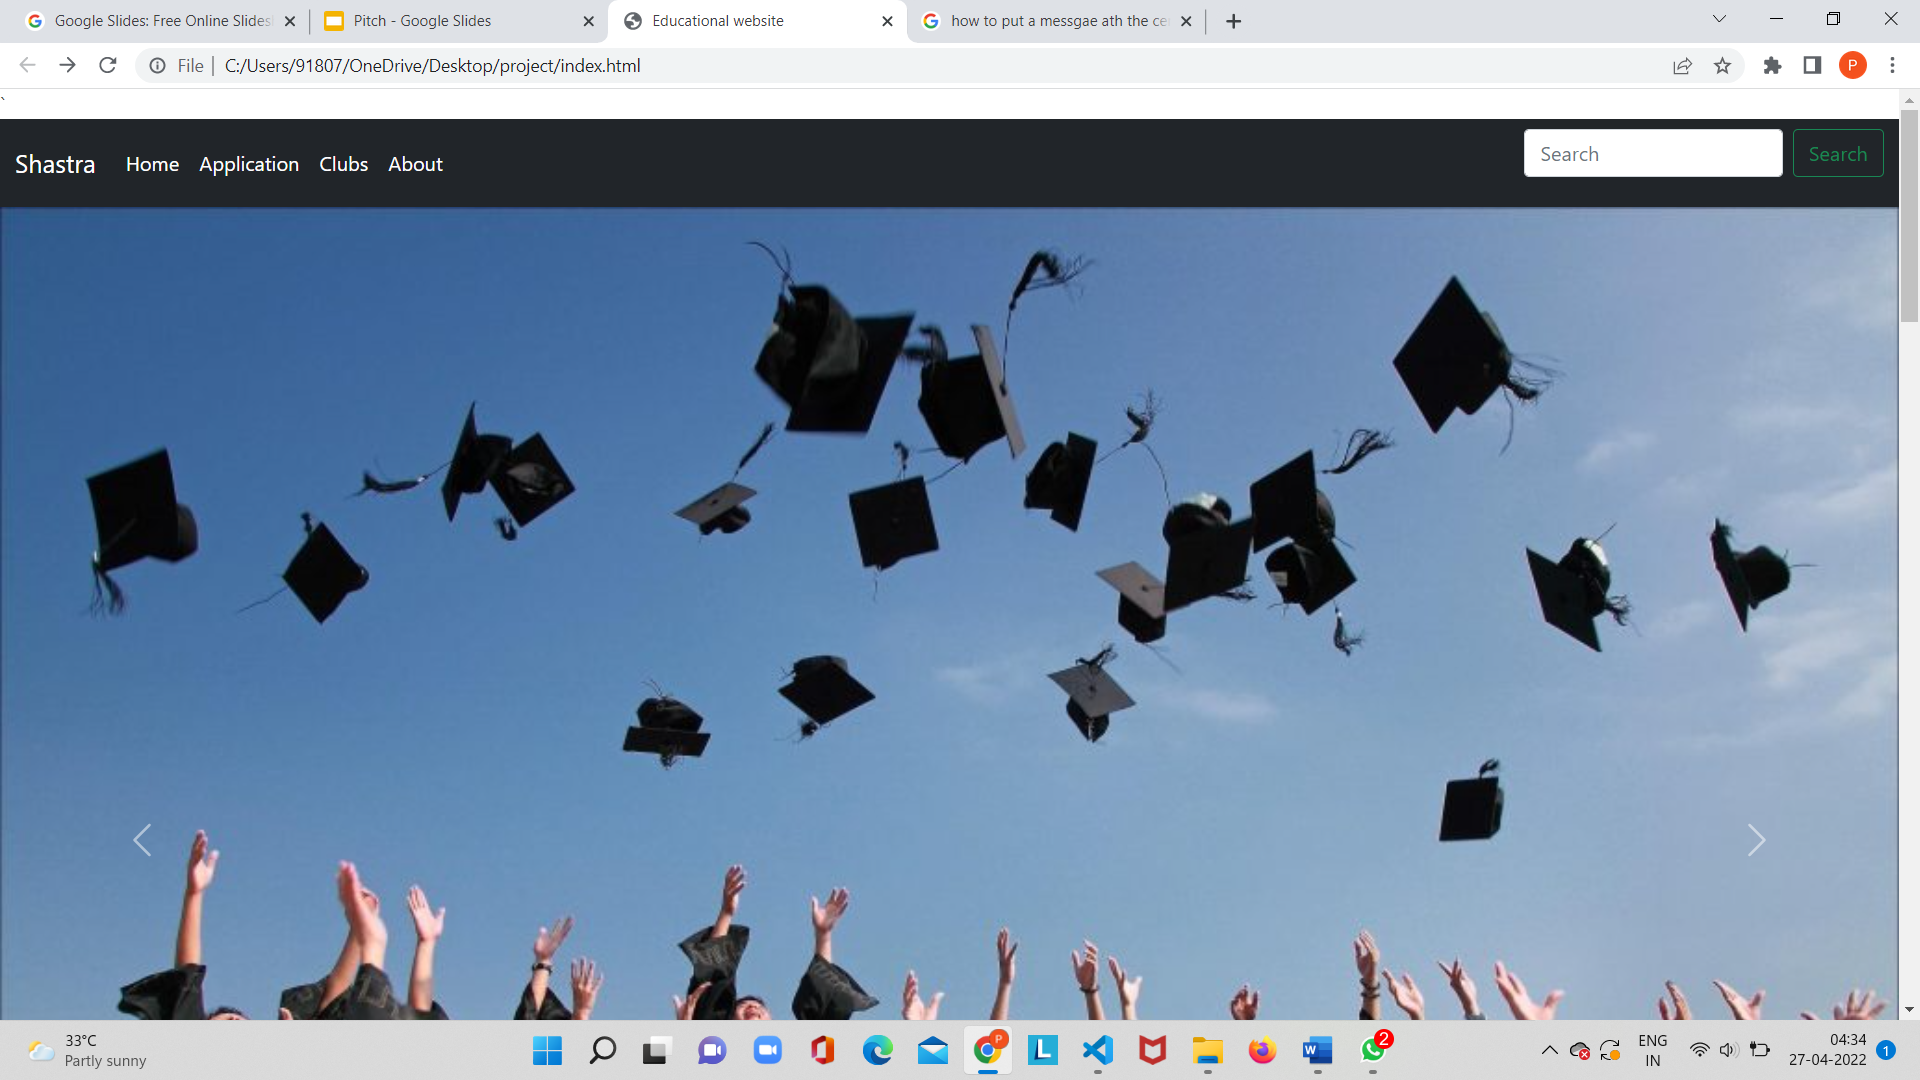 Google Slides: Free Online Slides
Pitch - Google Slides
Educational website
how to put a messgae ath the ce
File
C:/Users/91807/OneDrive/Desktop/project/index.html
P
`
Shastra
Home
Application
Clubs
About
Search
Search
33°C
Partly sunny
P
L
W
2
ENG
IN
04:34
27-04-2022
1